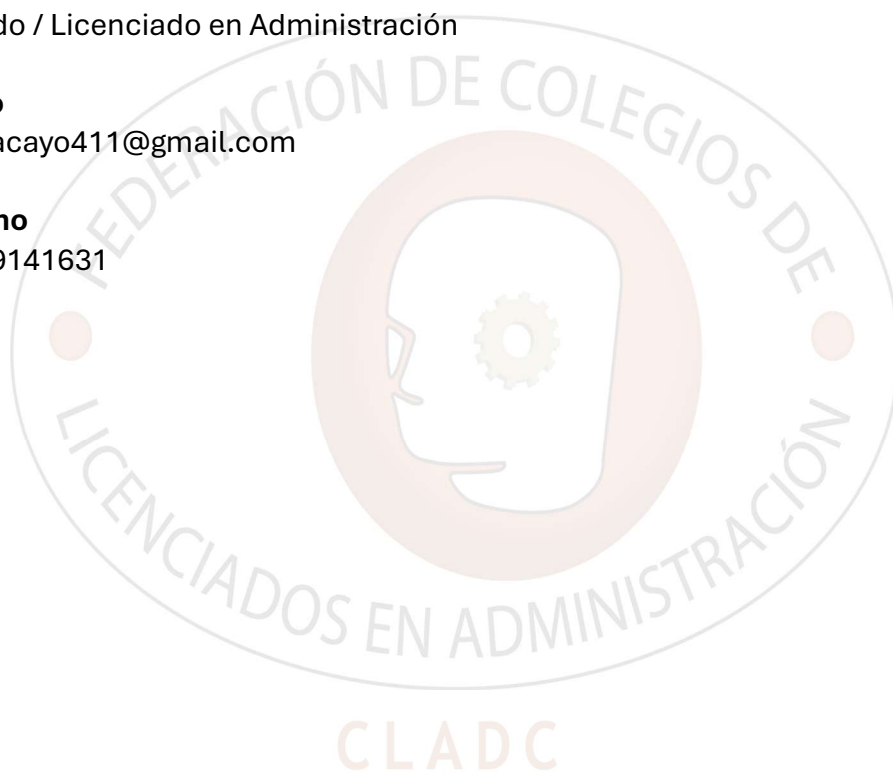 do / Licenciado en Administración
o
acayo411@gmail.com
no
9141631
FEDERACIÓN DE COLEGIOS DE
LICENCIADOS EN ADMINISTRACIÓN
CLADC